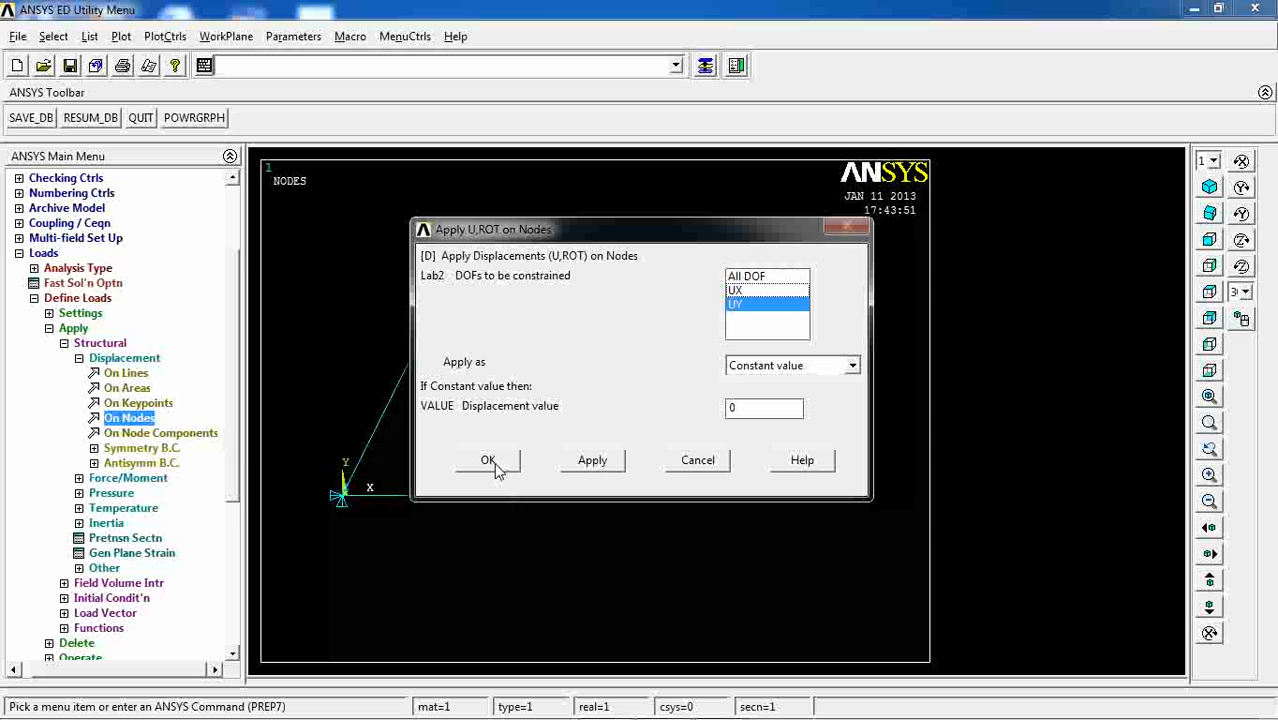 ANSYS ED Utility Menu
File Select List Plot PlotCtrls WorkPlane Parameters Macro MenuCtrls Help
ANSYS Toolbar
SAVE_DB RESUM_DB QUIT POWRGRPH
ANSYS Main Menu
Checking Ctrls
Numbering Ctrls
Archive Model
Coupling / Ceqn
Multi-field Set Up
Loads
Analysis Type
Fast Sol'n Optn
Define Loads
Settings
Apply
Structural
Displacement
On Lines
On Areas
On Keypoints
On Nodes
On Node Components
Symmetry B.C.
Antisymm B.C.
Force/Moment
Pressure
Temperature
Inertia
Pretnsn Sectn
Gen Plane Strain
Other
Field Volume Intr
Initial Condit'n
Load Vector
Functions
Delete
Operate
1
NODES
ANSYS
JAN 11 2013
17:43:51
Y
X
Apply U,ROT on Nodes
[D] Apply Displacements (U,ROT) on Nodes
Lab2 DOFs to be constrained
All DOF
UX
UY
Apply as
Constant value
If Constant value then:
VALUE Displacement value
0
OK Apply Cancel Help
1
Pick a menu item or enter an ANSYS Command (PREP7)
mat=1 type=1 real=1 csys=0 secn=1